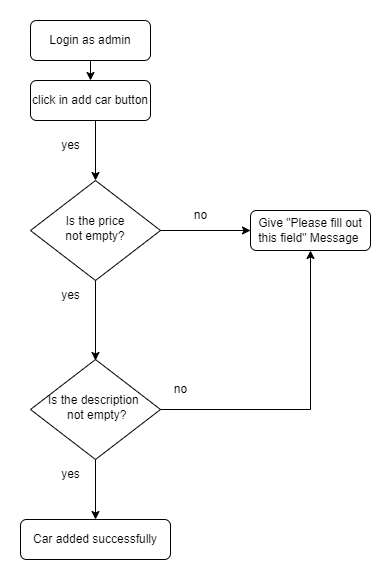 Login as admin
click in add car button
yes
Is the price
not empty?
no
Give "Please fill out
this field" Message
yes
Is the description
not empty?
no
yes
Car added successfully